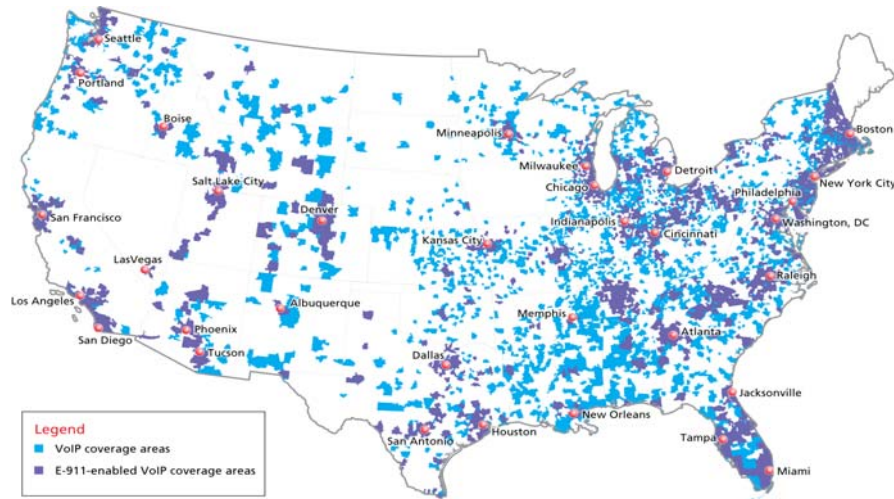 Seattle
Portland
Boise
Minneapolis
Boston
Milwaukee
Detroit
Chicago
New York City
Salt Lake City
Philadelphia
San Francisco
Denver
Indianapolis
Washington, DC
Kansas City
Cincinnati
LasVegas
Raleigh
Los Angeles
Albuquerque
Memphis
San Diego
Phoenix
Atlanta
Tucson
Dallas
Jacksonville
New Orleans
San Antonio
Houston
Tampa
Miami
Legend
VoIP coverage areas
E-911-enabled VoIP coverage areas